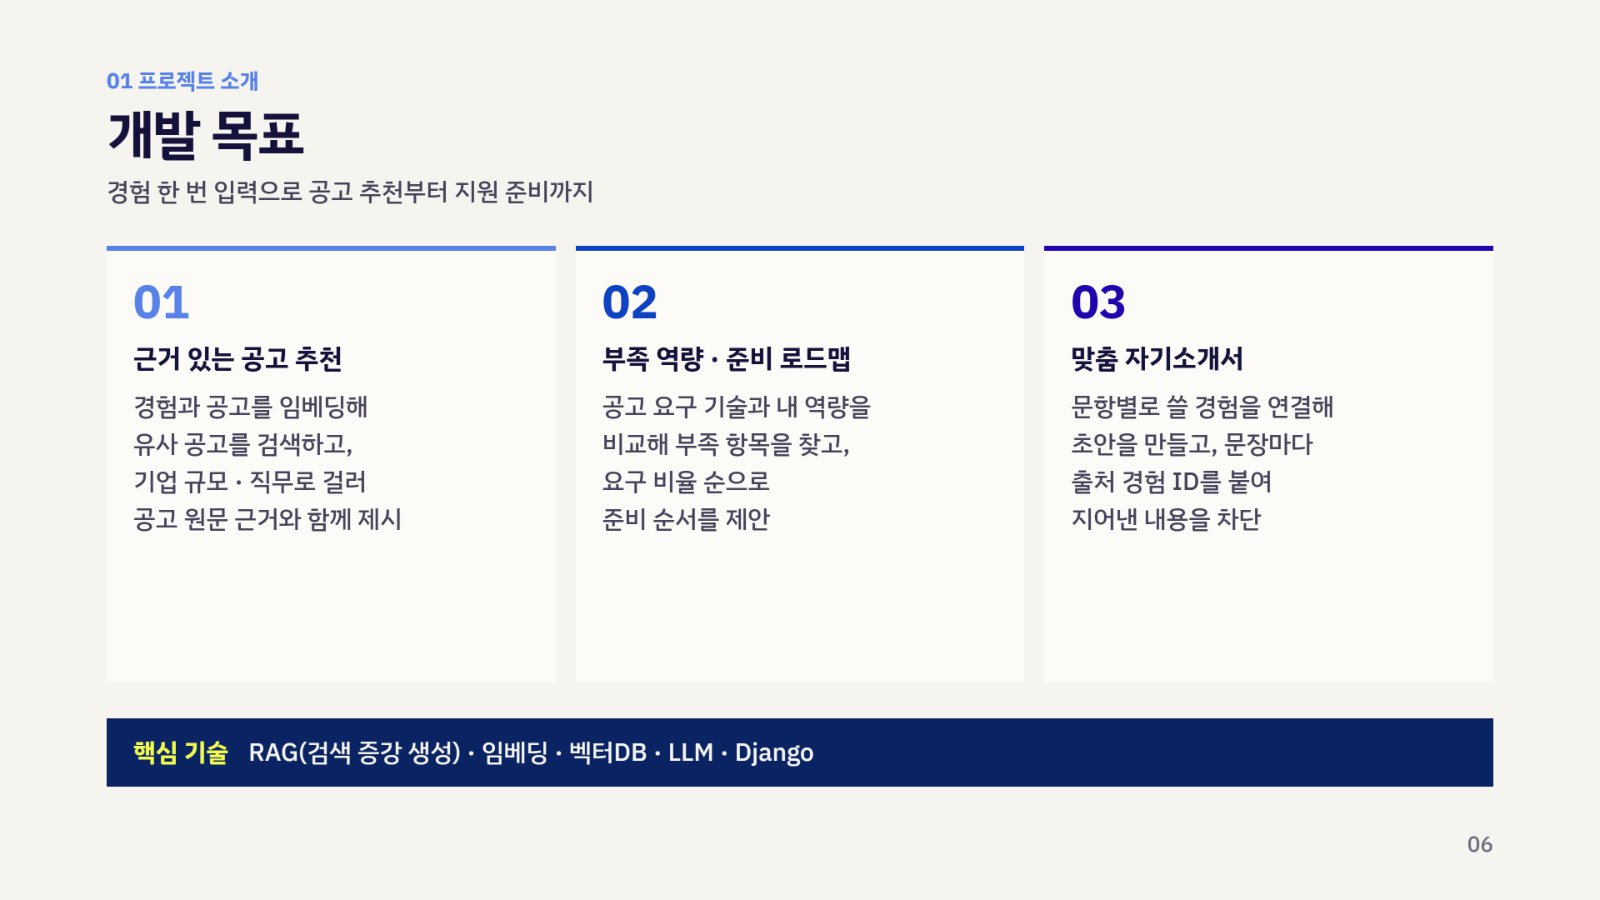 01 프로젝트 소개
개발 목표
경험 한 번 입력으로 공고 추천부터 지원 준비까지
01
근거 있는 공고 추천
경험과 공고를 임베딩해
유사 공고를 검색하고,
기업 규모 · 직무로 걸러
공고 원문 근거와 함께 제시
02
부족 역량 · 준비 로드맵
공고 요구 기술과 내 역량을
비교해 부족 항목을 찾고,
요구 비율 순으로
준비 순서를 제안
03
맞춤 자기소개서
문항별로 쓸 경험을 연결해
초안을 만들고, 문장마다
출처 경험 ID를 붙여
지어낸 내용을 차단
핵심 기술 RAG(검색 증강 생성) · 임베딩 · 벡터DB · LLM · Django
06